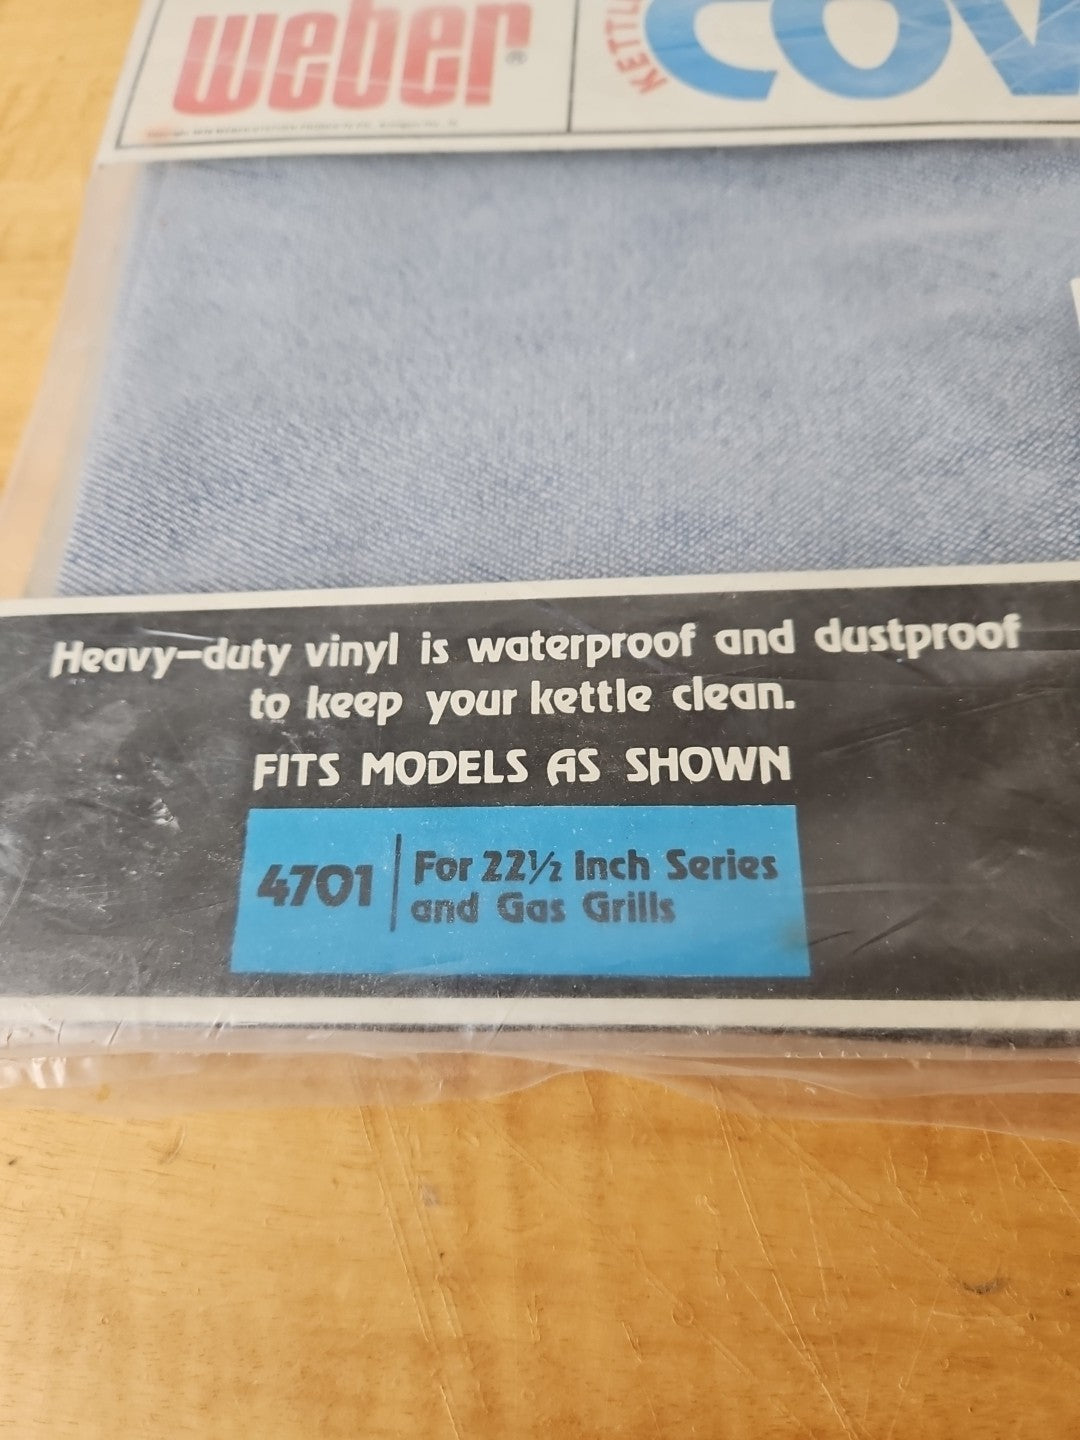 weber®
KETTL
COV
Heavy-duty vinyl is waterproof and dustproof
to keep your kettle clean.
FITS MODELS AS SHOWN
4701 For 22½ Inch Series
and Gas Grills